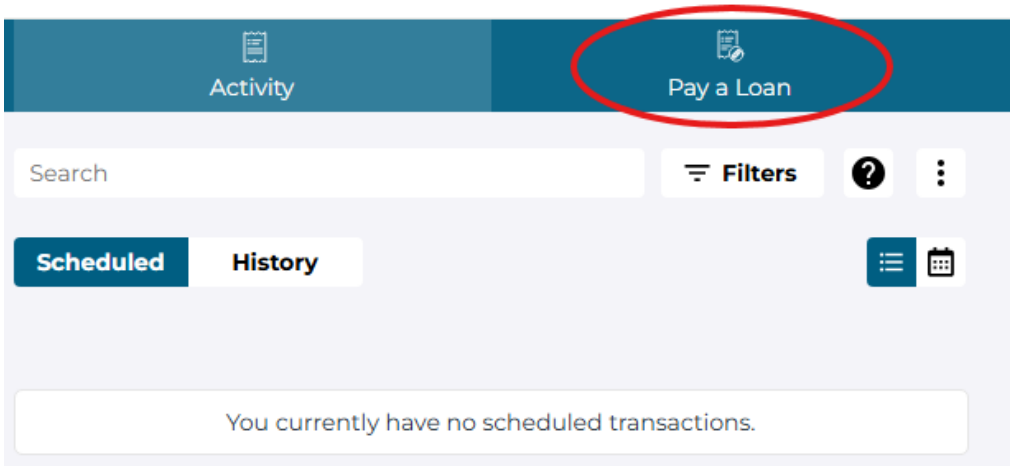 Activity
Pay a Loan
Search
Filters
Scheduled
History
You currently have no scheduled transactions.